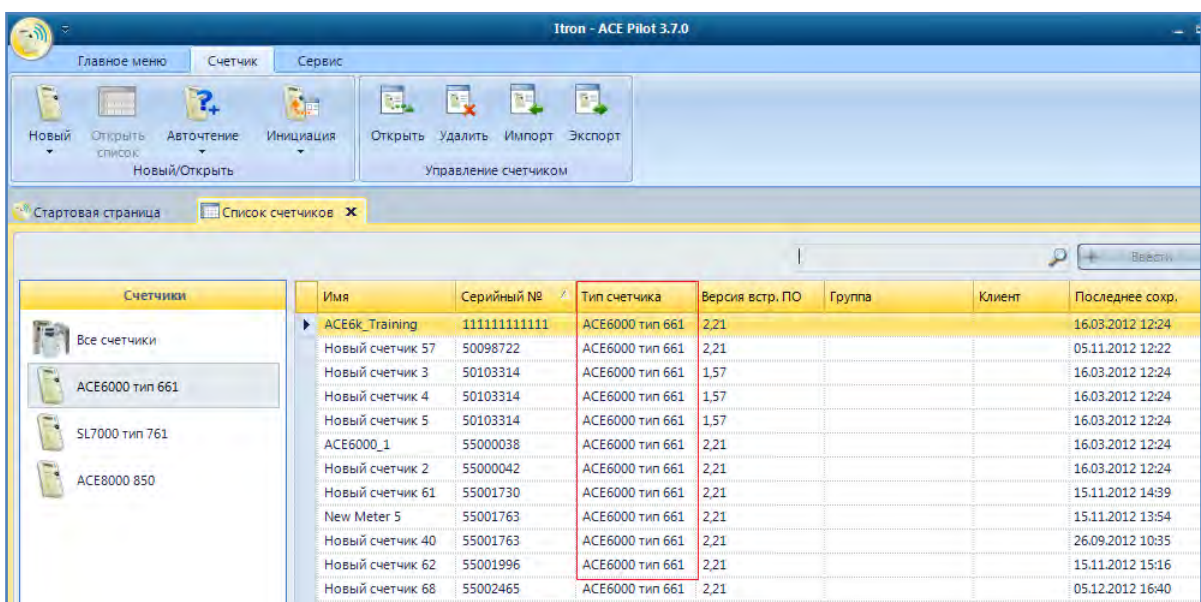 Itron - ACE Pilot 3.7.0
Главное меню Счетчик Сервис
Новый Открыть список Авточтение Инициация Открыть Удалить Импорт Экспорт
Новый/Открыть Управление счетчиком
Стартовая страница Список счетчиков X
Ввести
Счетчики
Все счетчики
ACE6000 тип 661
SL7000 тип 761
ACE8000 850
Имя Серийный № Тип счетчика Версия встр. ПО Группа Клиент Последнее сохр.
ACE6k_Training 111111111111 ACE6000 тип 661 2,21 16.03.2012 12:24
Новый счетчик 57 50098722 ACE6000 тип 661 2,21 05.11.2012 12:22
Новый счетчик 3 50103314 ACE6000 тип 661 1,57 16.03.2012 12:24
Новый счетчик 4 50103314 ACE6000 тип 661 1,57 16.03.2012 12:24
Новый счетчик 5 50103314 ACE6000 тип 661 1,57 16.03.2012 12:24
ACE6000_1 55000038 ACE6000 тип 661 2,21 16.03.2012 12:24
Новый счетчик 2 55000042 ACE6000 тип 661 2,21 16.03.2012 12:24
Новый счетчик 61 55001730 ACE6000 тип 661 2,21 15.11.2012 14:39
New Meter 5 55001763 ACE6000 тип 661 2,21 15.11.2012 13:54
Новый счетчик 40 55001763 ACE6000 тип 661 2,21 26.09.2012 10:35
Новый счетчик 62 55001996 ACE6000 тип 661 2,21 15.11.2012 15:16
Новый счетчик 68 55002465 ACE6000 тип 661 2,21 05.12.2012 16:40